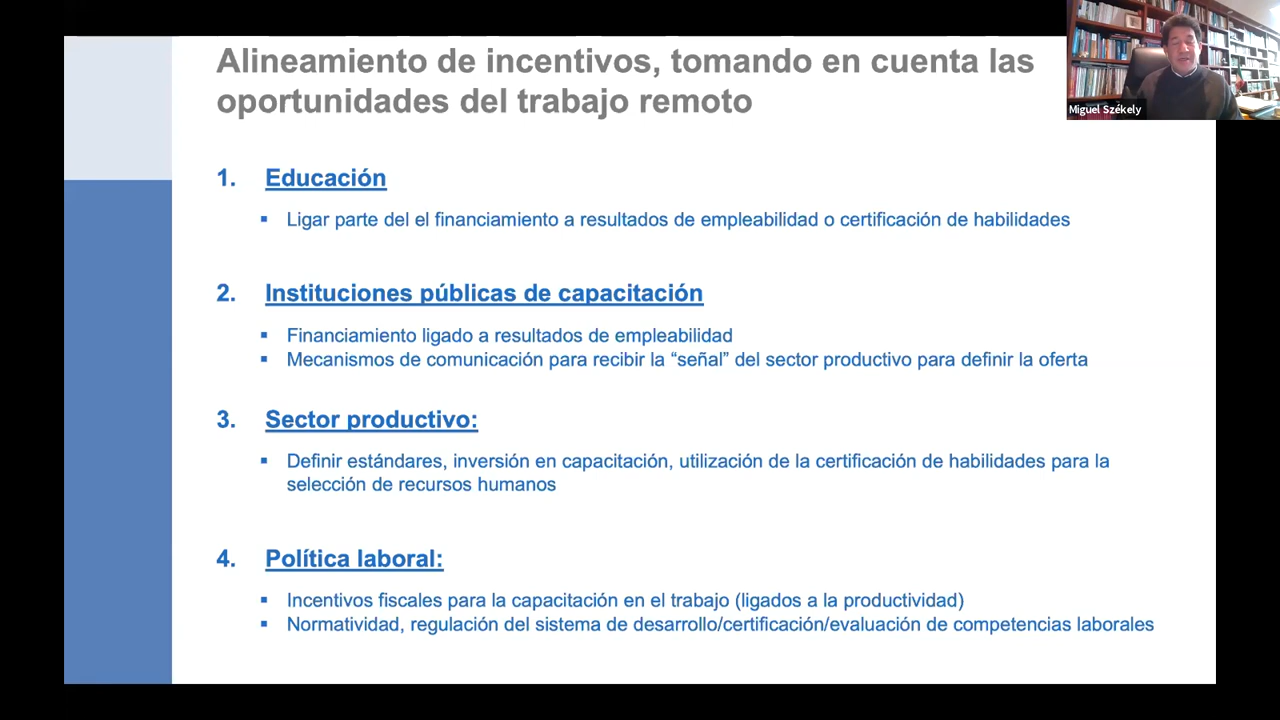 Alineamiento de incentivos, tomando en cuenta las
oportunidades del trabajo remoto
Miguel Székely
1. Educación
▪ Ligar parte del el financiamiento a resultados de empleabilidad o certificación de habilidades
2. Instituciones públicas de capacitación
▪ Financiamiento ligado a resultados de empleabilidad
▪ Mecanismos de comunicación para recibir la “señal” del sector productivo para definir la oferta
3. Sector productivo:
▪ Definir estándares, inversión en capacitación, utilización de la certificación de habilidades para la
selección de recursos humanos
4. Política laboral:
▪ Incentivos fiscales para la capacitación en el trabajo (ligados a la productividad)
▪ Normatividad, regulación del sistema de desarrollo/certificación/evaluación de competencias laborales